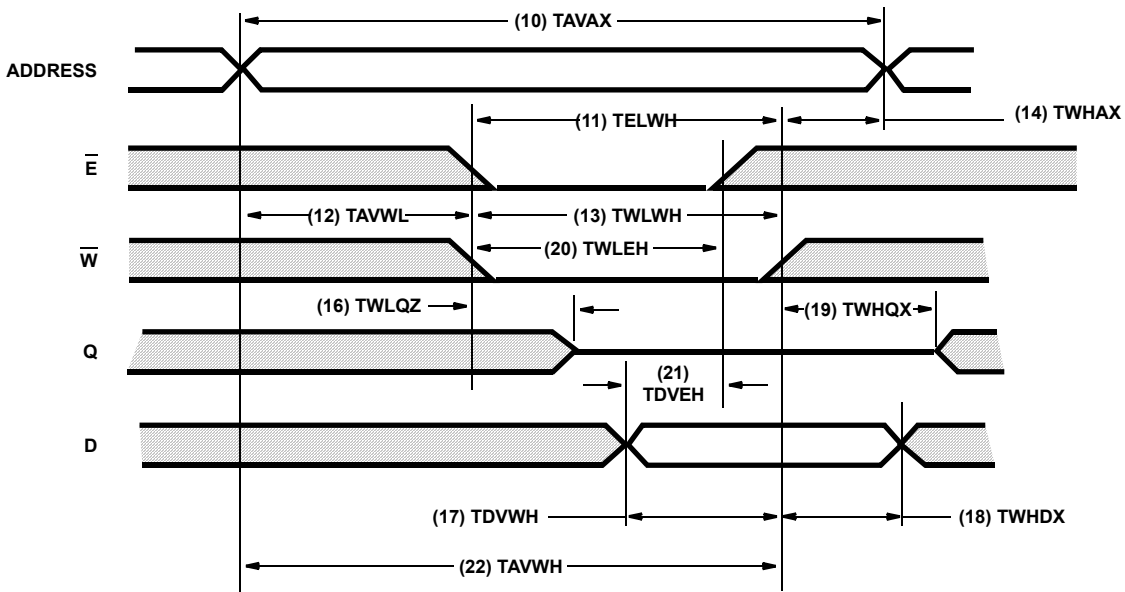 (10) TAVAX
ADDRESS
(11) TELWH
(14) TWHAX
E
(12) TAVWL
(13) TWLWH
W
(20) TWLEH
(16) TWLQZ
(19) TWHQX
Q
(21)
TDVEH
D
(17) TDVWH
(18) TWHDX
(22) TAVWH